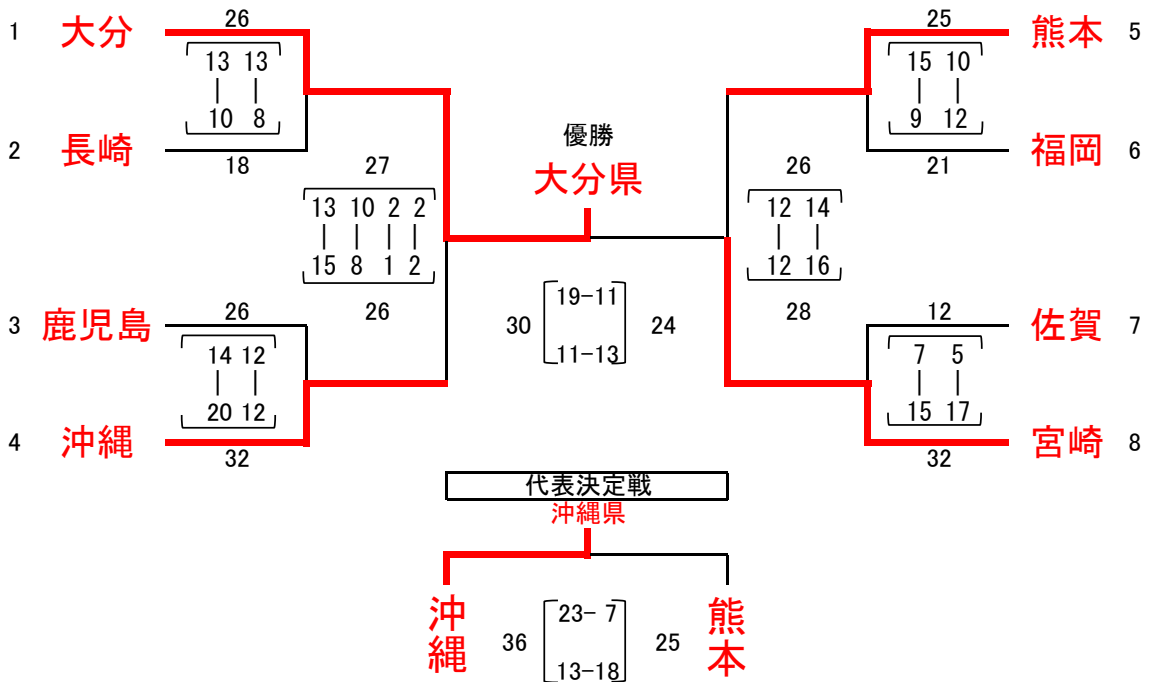 26
1 大分
13 13
10 8
2 長崎
18
27
13 10 2 2
15 8 1 2
26
26
3 鹿児島
14 12
20 12
4 沖縄
32
優勝
大分県
30
19-11
11-13
24
25
熊本 5
15 10
9 12
福岡 6
21
26
12 14
12 16
28
12
佐賀 7
7 5
15 17
宮崎 8
32
代表決定戦
沖縄県
沖縄
36
23- 7
13-18
25
熊本